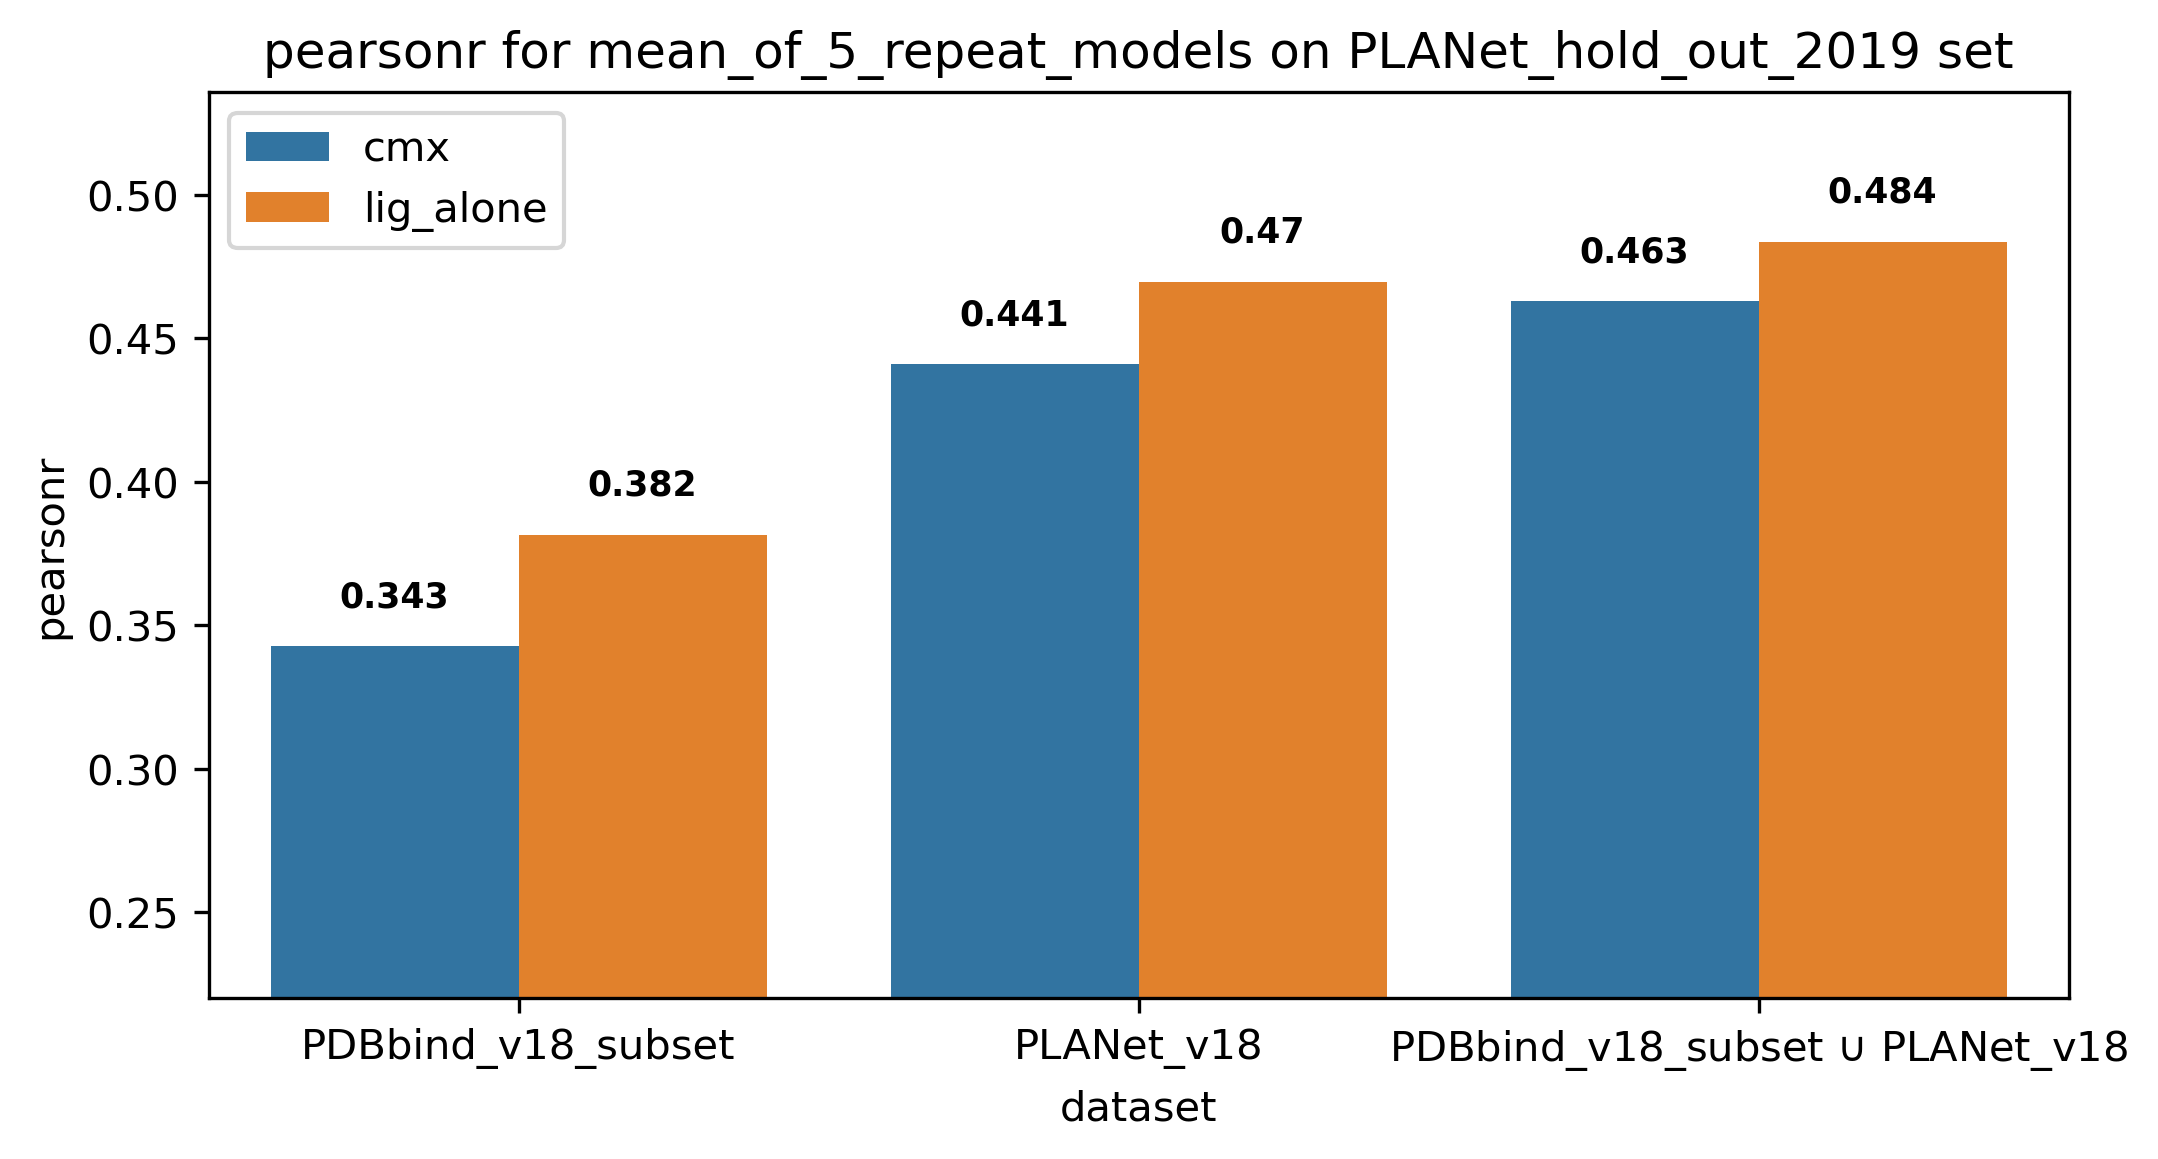 pearsonr for mean_of_5_repeat_models on PLANet_hold_out_2019 set
cmx
lig_alone
0.50
0.45
0.40
0.35
0.30
0.25
pearsonr
0.343
0.382
0.441
0.47
0.463
0.484
PDBbind_v18_subset
PLANet_v18
PDBbind_v18_subset ∪ PLANet_v18
dataset